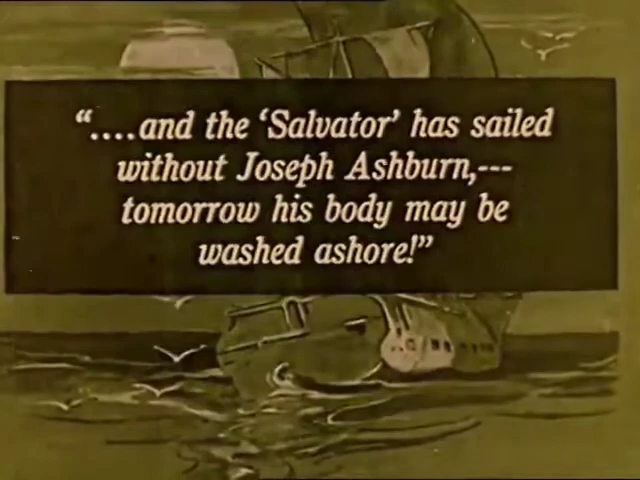 “....and the ‘Salvator’ has sailed
without Joseph Ashburn,---
tomorrow his body may be
washed ashore!”